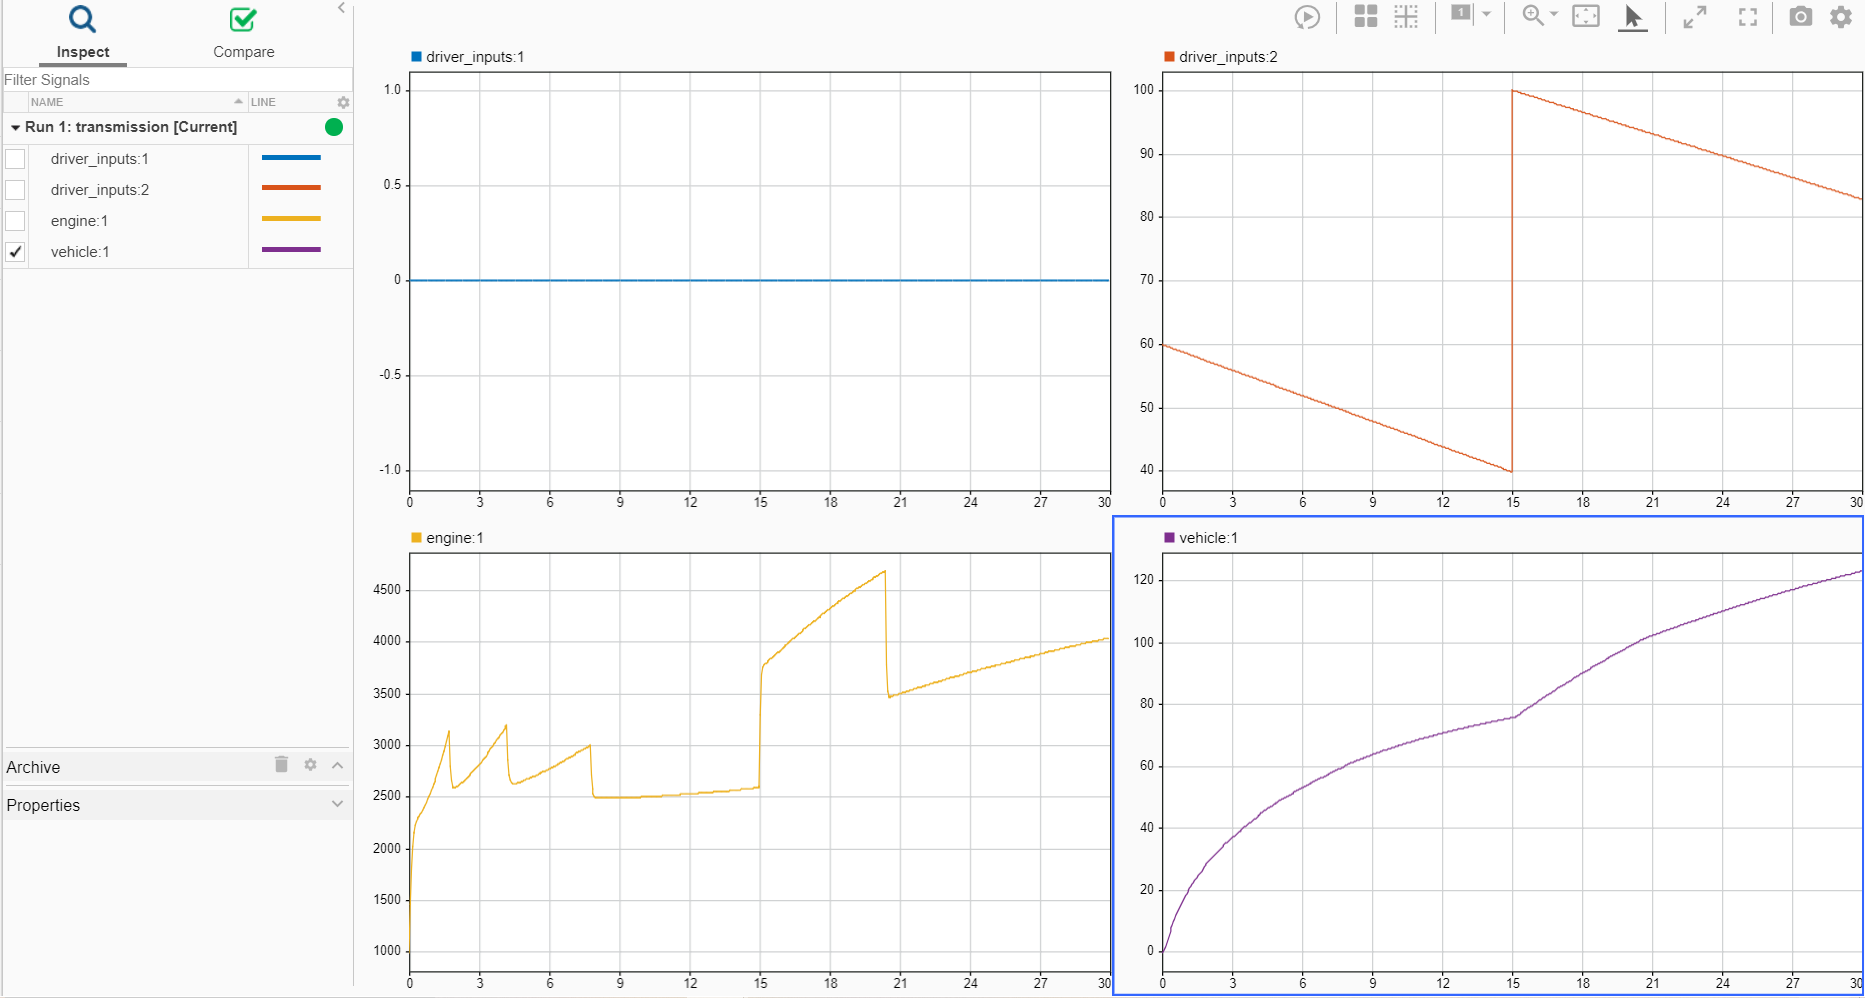 Inspect
Compare
Filter Signals
NAME
LINE
Run 1: transmission [Current]
driver_inputs:1
driver_inputs:2
engine:1
vehicle:1
Archive
Properties
1
driver_inputs:1
1.0
0.5
0
-0.5
-1.0
0 3 6 9 12 15 18 21 24 27 30
driver_inputs:2
100
90
80
70
60
50
40
0 3 6 9 12 15 18 21 24 27 30
engine:1
4500
4000
3500
3000
2500
2000
1500
1000
0 3 6 9 12 15 18 21 24 27 30
vehicle:1
120
100
80
60
40
20
0
0 3 6 9 12 15 18 21 24 27 30